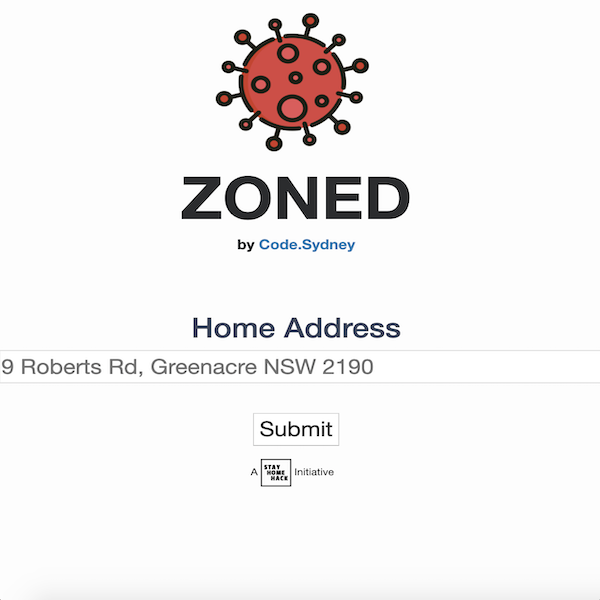 ZONED
by Code.Sydney
Home Address
9 Roberts Rd, Greenacre NSW 2190
Submit
A STAY HOME HACK Initiative